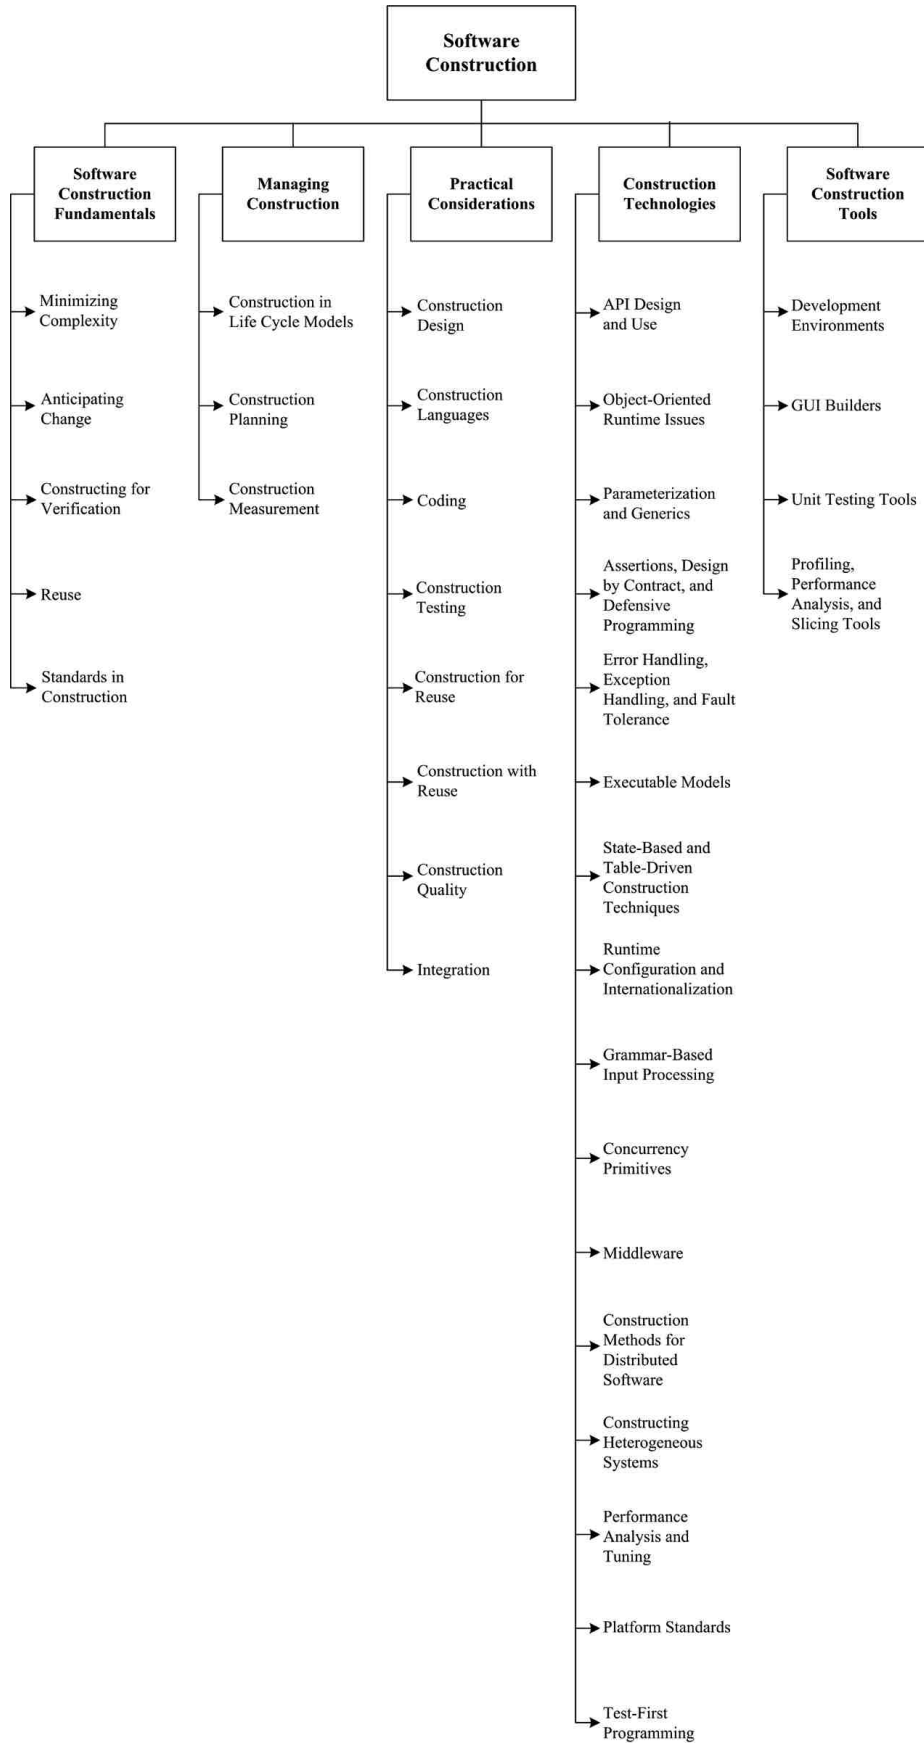 Software
Construction
Software
Construction
Fundamentals
Managing
Construction
Practical
Considerations
Construction
Technologies
Software
Construction
Tools
Minimizing
Complexity
Anticipating
Change
Constructing for
Verification
Reuse
Standards in
Construction
Construction in
Life Cycle Models
Construction
Planning
Construction
Measurement
Construction
Design
Construction
Languages
Coding
Construction
Testing
Construction for
Reuse
Construction with
Reuse
Construction
Quality
Integration
API Design
and Use
Object-Oriented
Runtime Issues
Parameterization
and Generics
Assertions, Design
by Contract, and
Defensive
Programming
Error Handling,
Exception
Handling, and Fault
Tolerance
Executable Models
State-Based and
Table-Driven
Construction
Techniques
Runtime
Configuration and
Internationalization
Grammar-Based
Input Processing
Concurrency
Primitives
Middleware
Construction
Methods for
Distributed
Software
Constructing
Heterogeneous
Systems
Performance
Analysis and
Tuning
Platform Standards
Test-First
Programming
Development
Environments
GUI Builders
Unit Testing Tools
Profiling,
Performance
Analysis, and
Slicing Tools